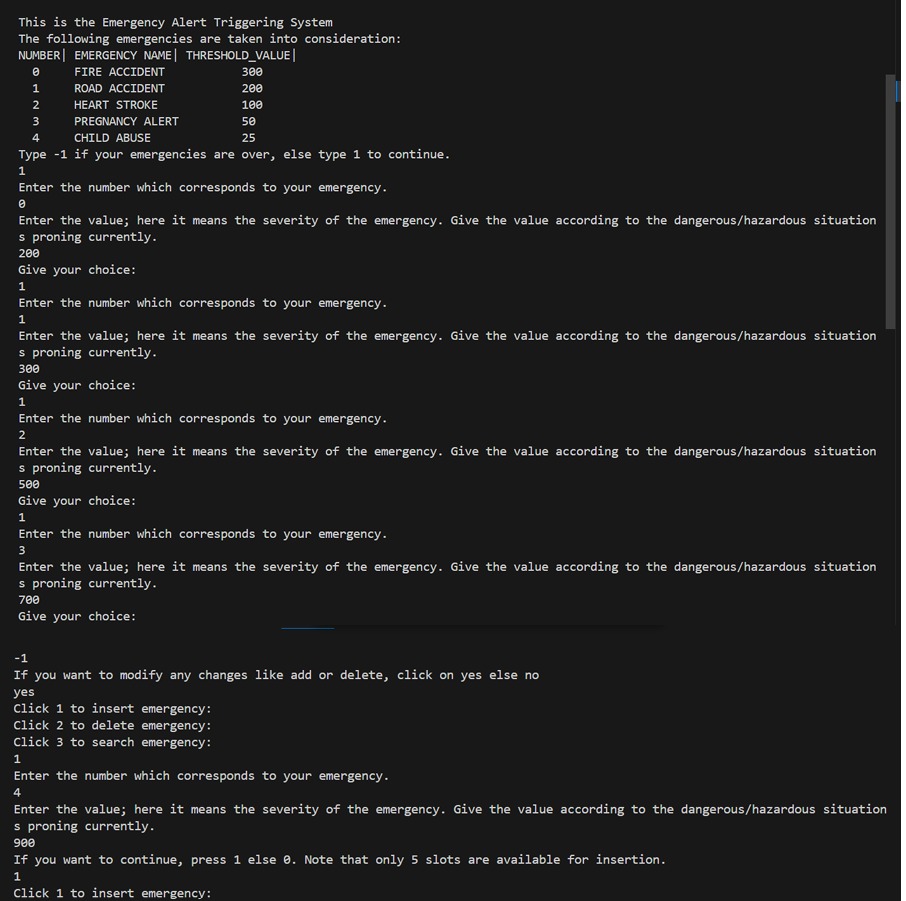 This is the Emergency Alert Triggering System
The following emergencies are taken into consideration:
NUMBER| EMERGENCY NAME| THRESHOLD_VALUE|
0 FIRE ACCIDENT 300
1 ROAD ACCIDENT 200
2 HEART STROKE 100
3 PREGNANCY ALERT 50
4 CHILD ABUSE 25
Type -1 if your emergencies are over, else type 1 to continue.
1
Enter the number which corresponds to your emergency.
0
Enter the value; here it means the severity of the emergency. Give the value according to the dangerous/hazardous situation
s proning currently.
200
Give your choice:
1
Enter the number which corresponds to your emergency.
1
Enter the value; here it means the severity of the emergency. Give the value according to the dangerous/hazardous situation
s proning currently.
300
Give your choice:
1
Enter the number which corresponds to your emergency.
2
Enter the value; here it means the severity of the emergency. Give the value according to the dangerous/hazardous situation
s proning currently.
500
Give your choice:
1
Enter the number which corresponds to your emergency.
3
Enter the value; here it means the severity of the emergency. Give the value according to the dangerous/hazardous situation
s proning currently.
700
Give your choice:
-1
If you want to modify any changes like add or delete, click on yes else no
yes
Click 1 to insert emergency:
Click 2 to delete emergency:
Click 3 to search emergency:
1
Enter the number which corresponds to your emergency.
4
Enter the value; here it means the severity of the emergency. Give the value according to the dangerous/hazardous situation
s proning currently.
900
If you want to continue, press 1 else 0. Note that only 5 slots are available for insertion.
1
Click 1 to insert emergency: